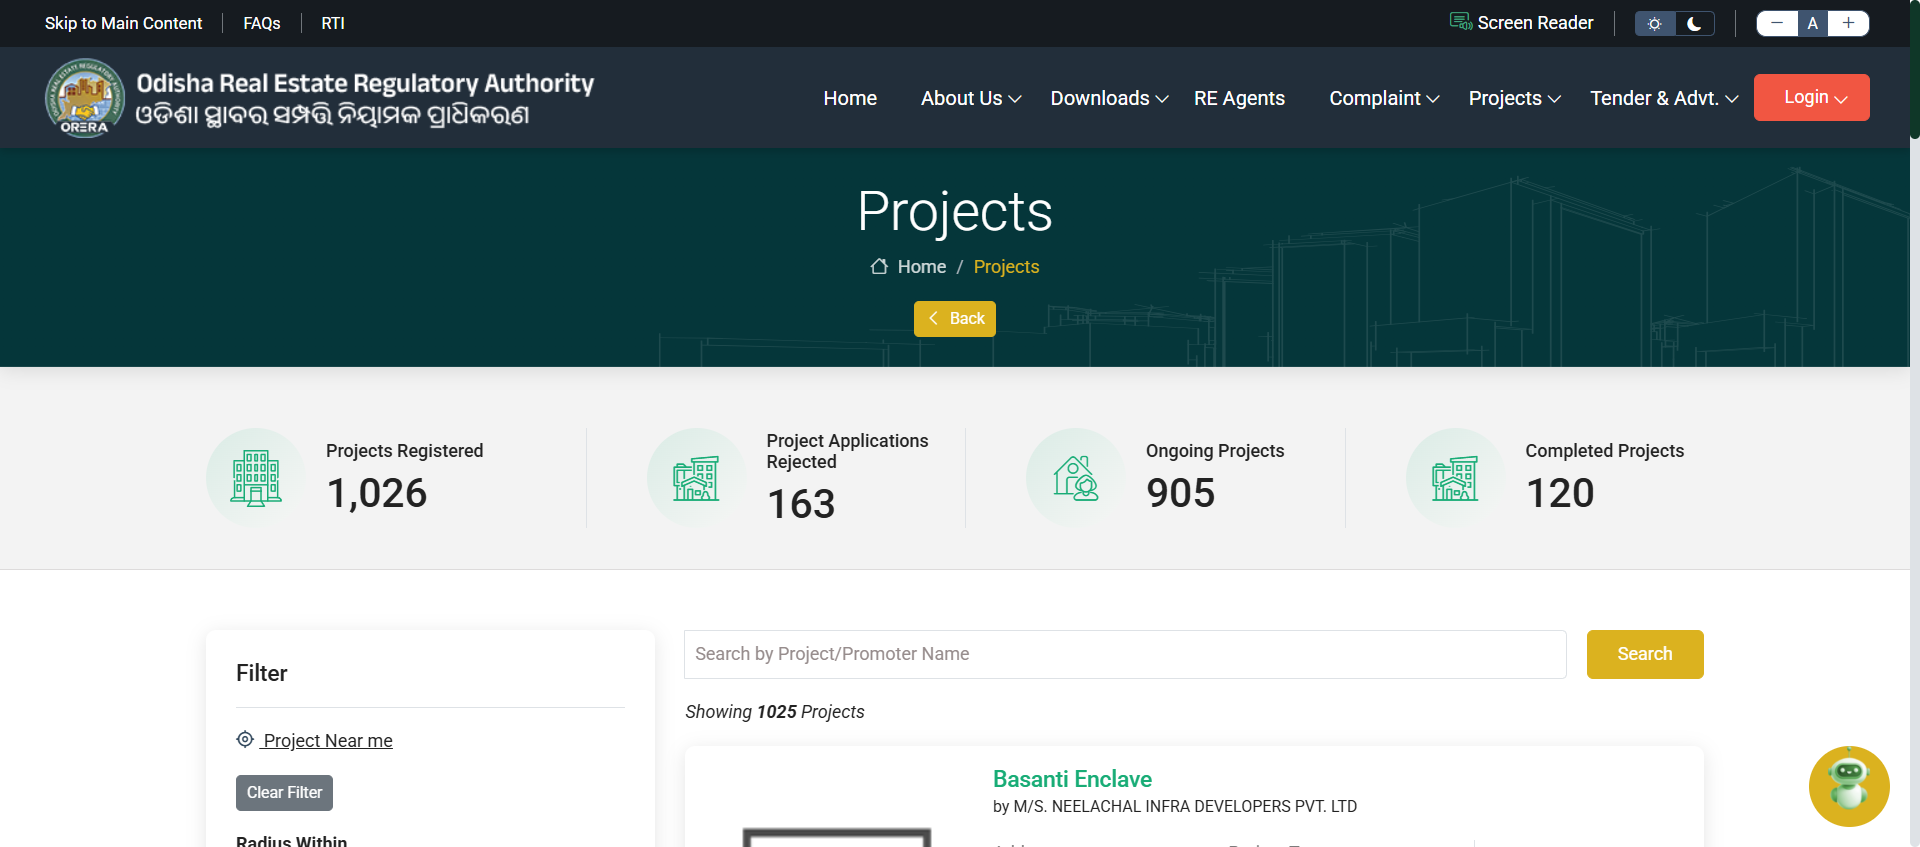 Skip to Main Content
FAQs
RTI
Screen Reader
A
ORERA
Odisha Real Estate Regulatory Authority
ଓଡିଶା ସ୍ଥାବର ସମ୍ପତ୍ତି ନିୟାମକ ପ୍ରାଧିକରଣ
Home
About Us
Downloads
RE Agents
Complaint
Projects
Tender & Advt.
Login
Projects
Home / Projects
Back
Projects Registered
1,026
Project Applications
Rejected
163
Ongoing Projects
905
Completed Projects
120
Filter
Project Near me
Clear Filter
Radius Within
Search by Project/Promoter Name
Search
Showing 1025 Projects
Basanti Enclave
by M/S. NEELACHAL INFRA DEVELOPERS PVT. LTD